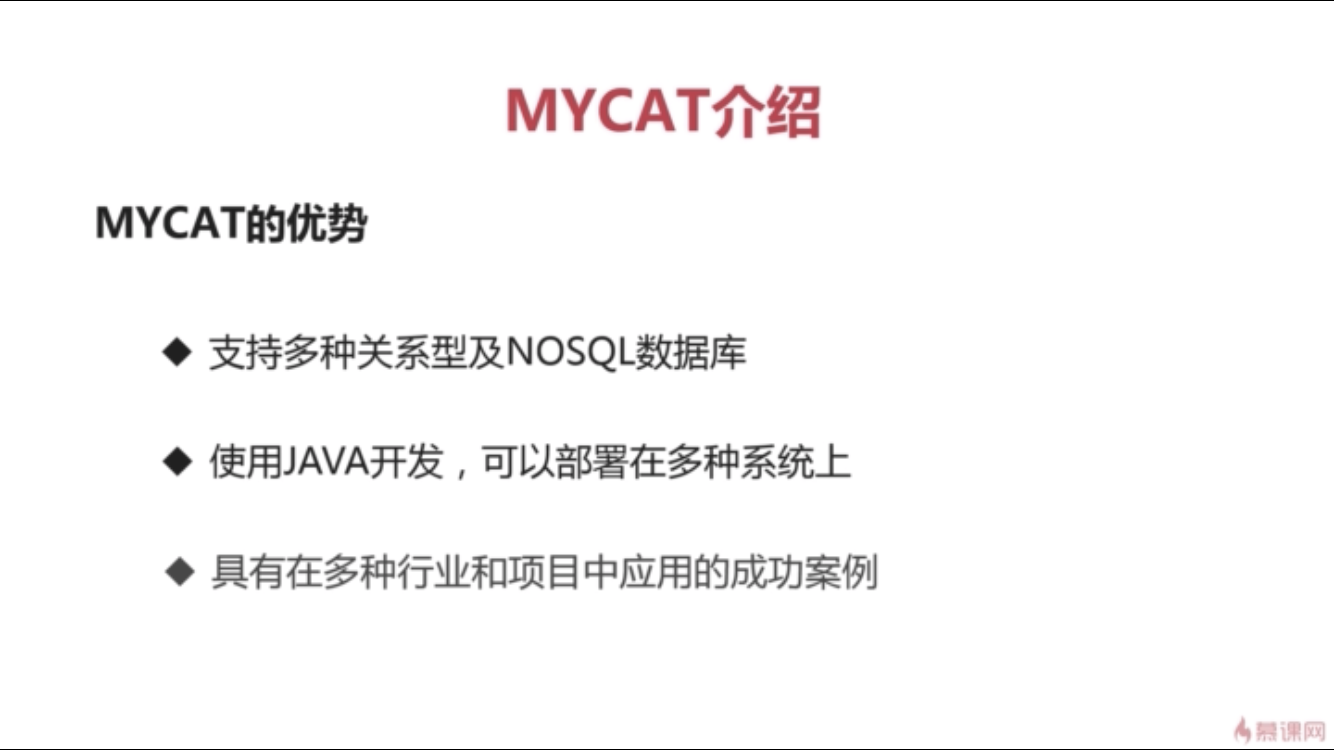 MYCAT介绍
MYCAT的优势
◆ 支持多种关系型及NOSQL数据库
◆ 使用JAVA开发，可以部署在多种系统上
◆ 具有在多种行业和项目中应用的成功案例
慕课网